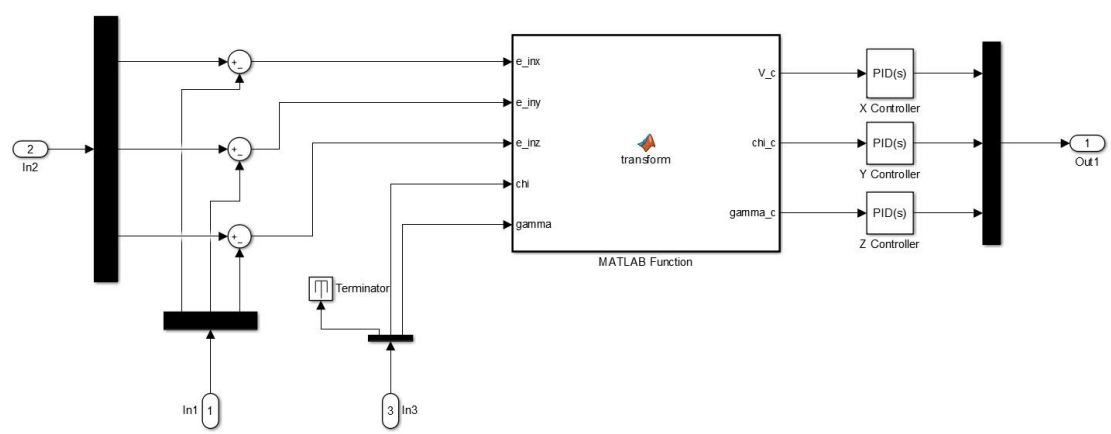 +
-
e_inx
V_c
PID(s)
X Controller
e_iny
2
In2
+
-
e_inz
transform
chi_c
PID(s)
Y Controller
1
Out1
chi
gamma_c
PID(s)
Z Controller
+
-
gamma
MATLAB Function
Terminator
In1
1
3
In3